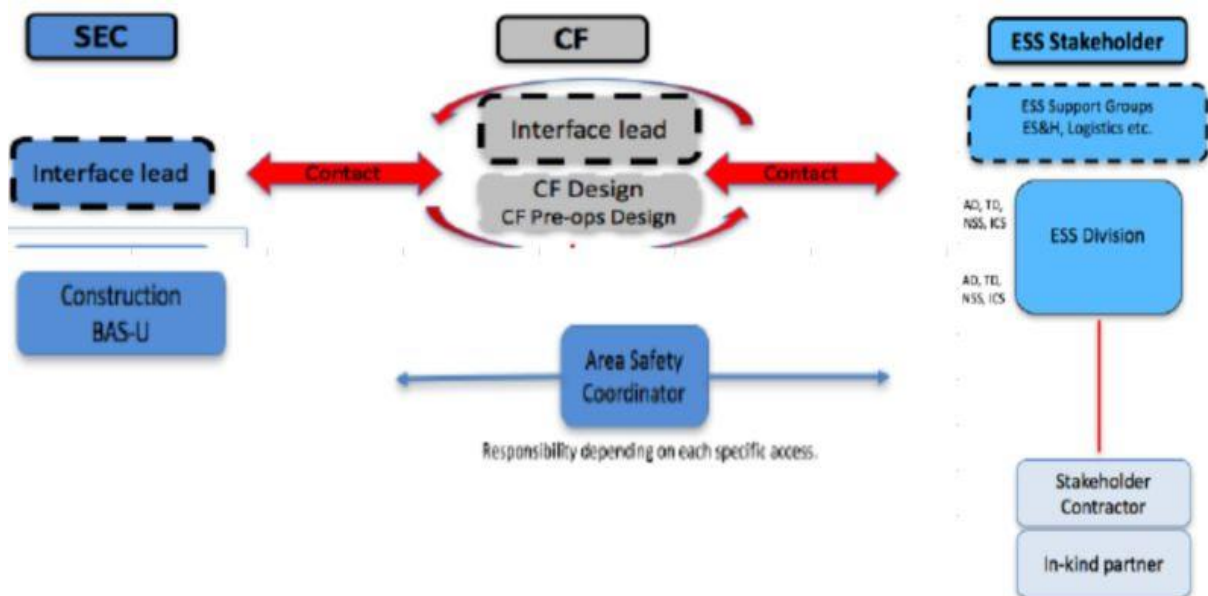 SEC
CF
ESS Stakeholder
ESS Support Groups
ES&H, Logistics etc.
Interface lead
Contact
Interface lead
Contact
CF Design
CF Pre-ops Design
AD, TD,
NSS, ICS
ESS Division
AD, TD,
NSS, ICS
Construction
BAS-U
Area Safety
Coordinator
Responsibility depending on each specific access.
Stakeholder
Contractor
In-kind partner